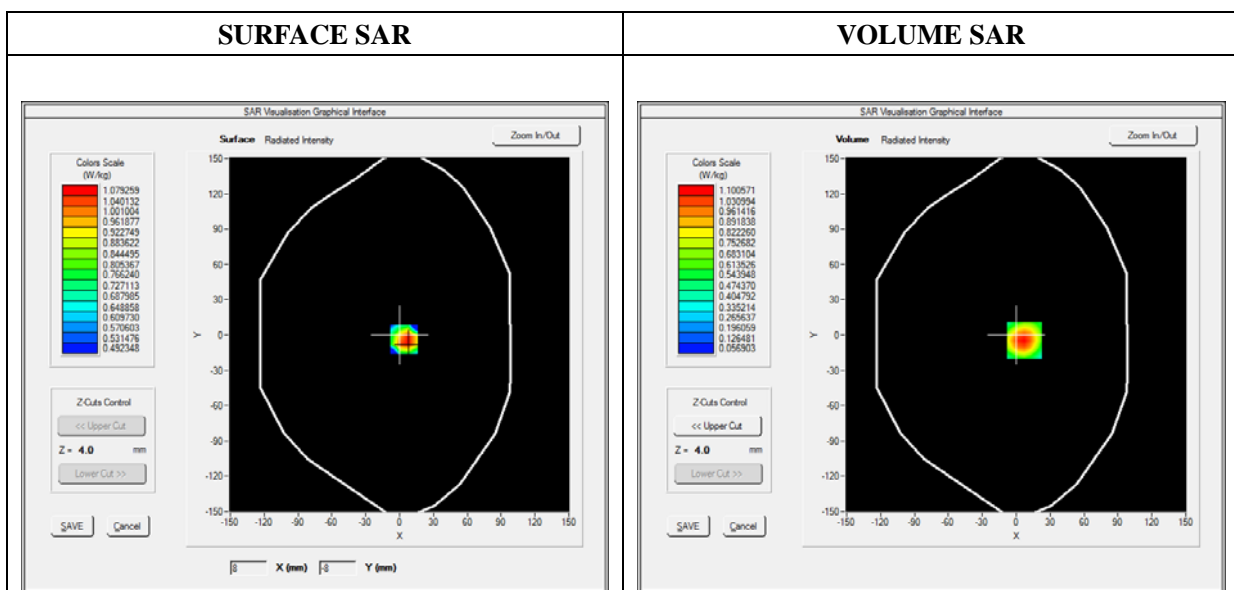 SURFACE SAR
VOLUME SAR
SAR Visualisation Graphical Interface
Surface Radiated Intensity
Zoom In/Out
Colors Scale
(W/kg)
1.079259
1.040132
1.001004
0.961877
0.922749
0.883622
0.844495
0.805367
0.766240
0.727113
0.687985
0.648858
0.609730
0.570603
0.531476
0.492348
Z-Cuts Control
<< Upper Cut
Z = 4.0 mm
Lower Cut >>
SAVE Cancel
150
120
90
60
30
0
-30
-60
-90
-120
-150
Y
-150 -120 -90 -60 -30 0 30 60 90 120 150
X
8 X (mm) -8 Y (mm)
SAR Visualisation Graphical Interface
Volume Radiated Intensity
Zoom In/Out
Colors Scale
(W/kg)
1.100571
1.030994
0.961416
0.891838
0.822260
0.752682
0.683104
0.613526
0.543948
0.474370
0.404792
0.335214
0.265637
0.196059
0.126481
0.056903
Z-Cuts Control
<< Upper Cut
Z = 4.0 mm
Lower Cut >>
SAVE Cancel
150
120
90
60
30
0
-30
-60
-90
-120
-150
Y
-150 -120 -90 -60 -30 0 30 60 90 120 150
X